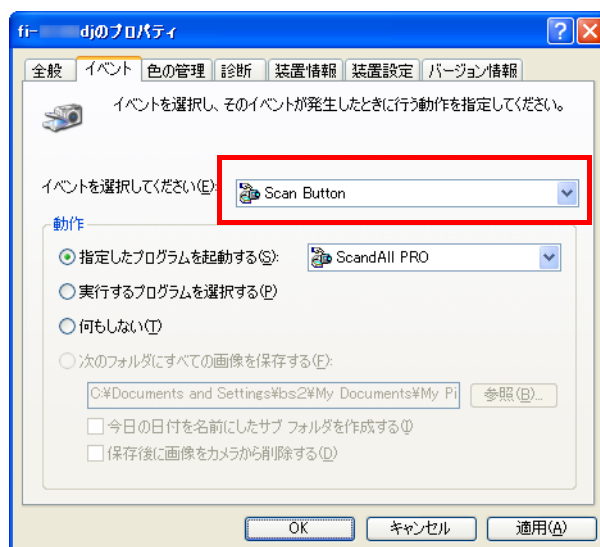 fi- djのプロパティ
全般 イベント 色の管理 診断 装置情報 装置設定 バージョン情報
イベントを選択し、そのイベントが発生したときに行う動作を指定してください。
イベントを選択してください(E): Scan Button
動作
指定したプログラムを起動する(S): ScandAll PRO
実行するプログラムを選択する(P)
何もしない(T)
次のフォルダにすべての画像を保存する(F):
C:¥Documents and Settings¥bs2¥My Documents¥My Pi 参照(B)...
今日の日付を名前にしたサブ フォルダを作成する(I)
保存後に画像をカメラから削除する(D)
OK キャンセル 適用(A)